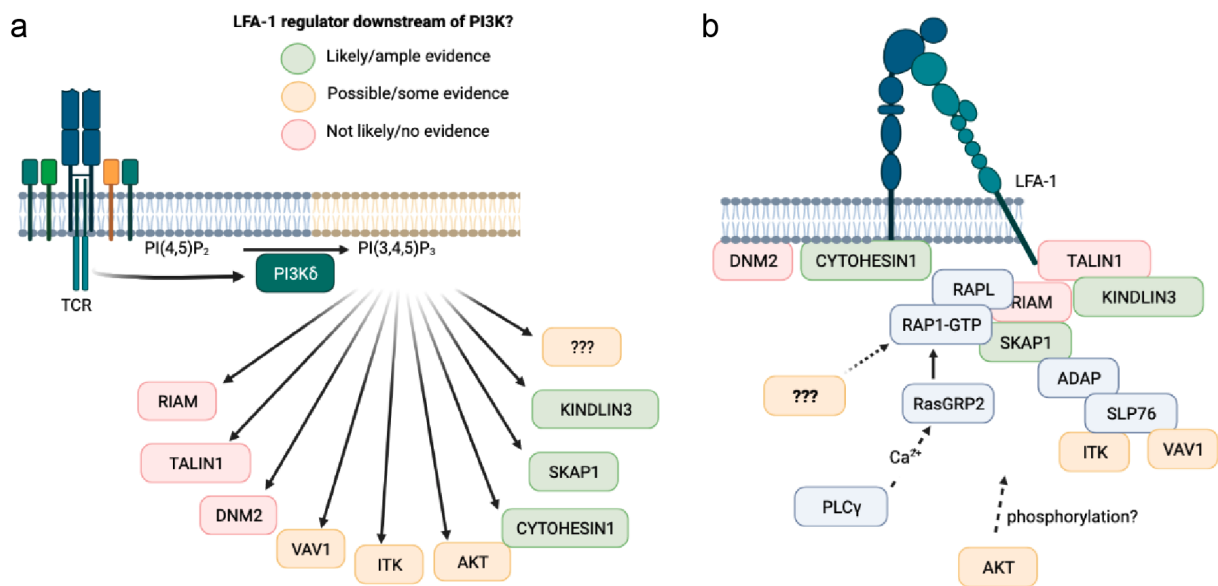 a
LFA-1 regulator downstream of PI3K?
Likely/ample evidence
Possible/some evidence
Not likely/no evidence
PI(4,5)P₂
PI(3,4,5)P₃
PI3Kδ
TCR
???
RIAM
KINDLIN3
TALIN1
SKAP1
DNM2
CYTOHESIN1
VAV1
ITK
AKT
b
LFA-1
DNM2
CYTOHESIN1
TALIN1
RAPL
RIAM
KINDLIN3
RAP1-GTP
SKAP1
???
ADAP
RasGRP2
SLP76
Ca²⁺
ITK
VAV1
PLCγ
phosphorylation?
AKT